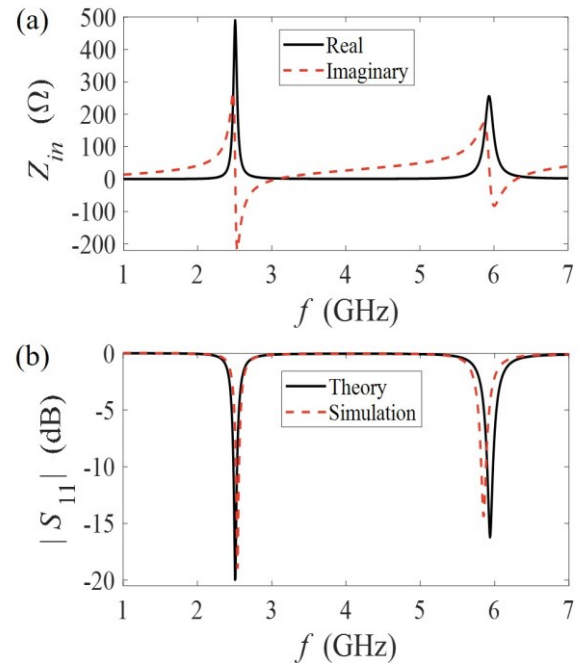 (a)
Z_in (Ω)
500
400
300
200
100
0
-100
-200
Real
Imaginary
1 2 3 4 5 6 7
f (GHz)
(b)
| S_11 | (dB)
0
-5
-10
-15
-20
Theory
Simulation
1 2 3 4 5 6 7
f (GHz)